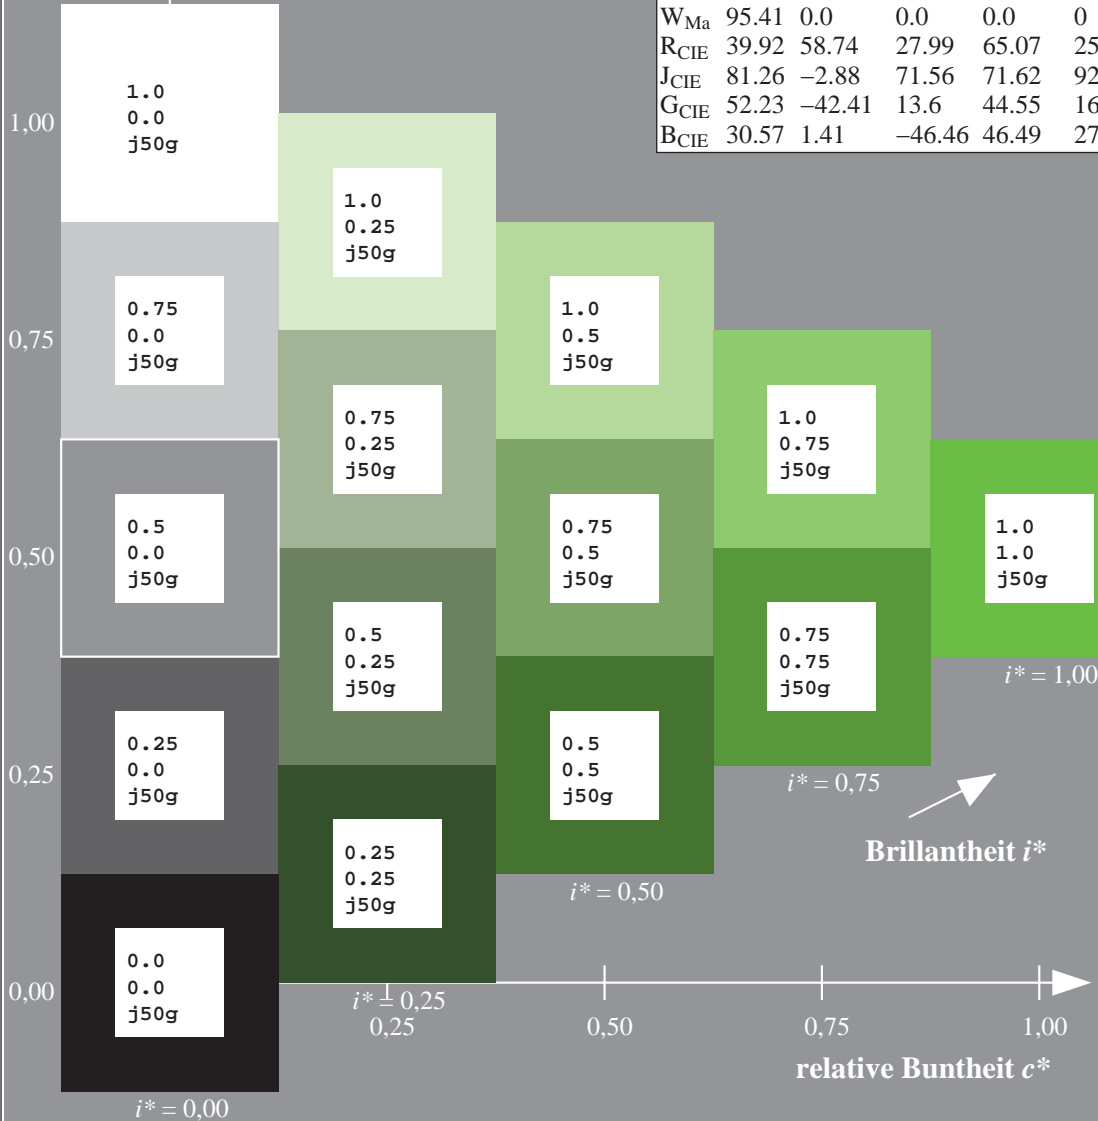 W_Ma 95.41 0.0 0.0 0.0 0
R_CIE 39.92 58.74 27.99 65.07 25
J_CIE 81.26 –2.88 71.56 71.62 92
G_CIE 52.23 –42.41 13.6 44.55 16
B_CIE 30.57 1.41 –46.46 46.49 27
1,00
0,75
0,50
0,25
0,00
1.0
0.0
j50g
0.75
0.0
j50g
0.5
0.0
j50g
0.25
0.0
j50g
0.0
0.0
j50g
i* = 0,00
1.0
0.25
j50g
0.75
0.25
j50g
0.5
0.25
j50g
0.25
0.25
j50g
i* = 0,25
1.0
0.5
j50g
0.75
0.5
j50g
0.5
0.5
j50g
i* = 0,50
1.0
0.75
j50g
0.75
0.75
j50g
i* = 0,75
1.0
1.0
j50g
i* = 1,00
Brillantheit i*
0,25 0,50 0,75 1,00
relative Buntheit c*